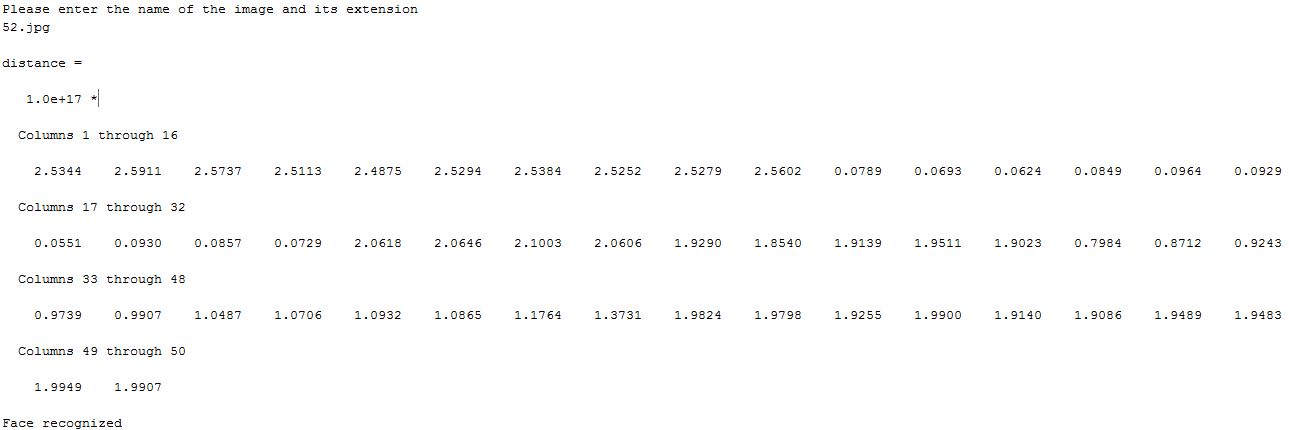 Please enter the name of the image and its extension
52.jpg
distance =
1.0e+17 *
Columns 1 through 16
2.5344 2.5911 2.5737 2.5113 2.4875 2.5294 2.5384 2.5252 2.5279 2.5602 0.0789 0.0693 0.0624 0.0849 0.0964 0.0929
Columns 17 through 32
0.0551 0.0930 0.0857 0.0729 2.0618 2.0646 2.1003 2.0606 1.9290 1.8540 1.9139 1.9511 1.9023 0.7984 0.8712 0.9243
Columns 33 through 48
0.9739 0.9907 1.0487 1.0706 1.0932 1.0865 1.1764 1.3731 1.9824 1.9798 1.9255 1.9900 1.9140 1.9086 1.9489 1.9483
Columns 49 through 50
1.9949 1.9907
Face recognized